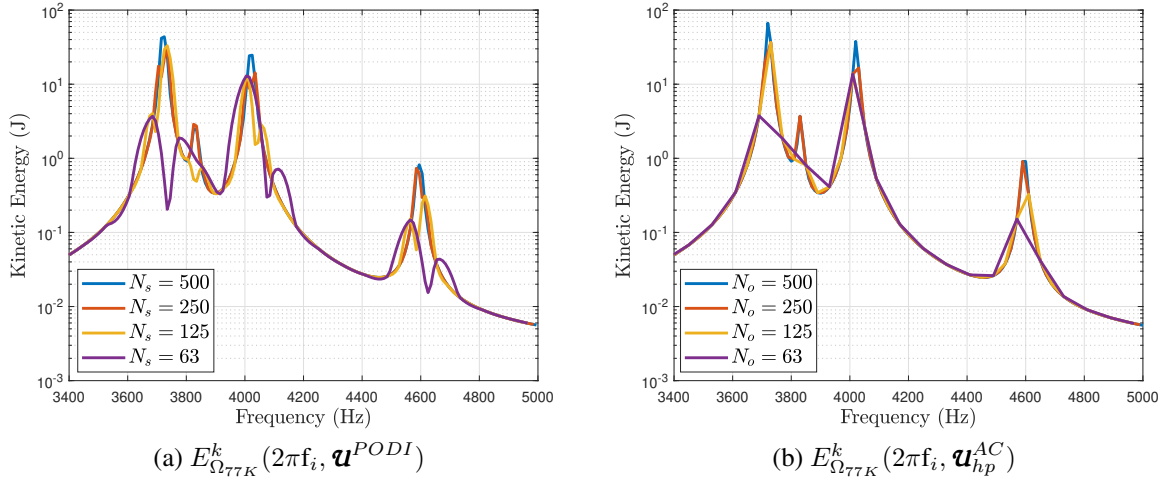 10^2
10^1
10^0
10^{-1}
10^{-2}
10^{-3}
Kinetic Energy (J)
N_s = 500
N_s = 250
N_s = 125
N_s = 63
3400 3600 3800 4000 4200 4400 4600 4800 5000
Frequency (Hz)
(a) E^k_{Ω_{77K}}(2πf_i, 𝓤^{PODI})
10^2
10^1
10^0
10^{-1}
10^{-2}
10^{-3}
Kinetic Energy (J)
N_o = 500
N_o = 250
N_o = 125
N_o = 63
3400 3600 3800 4000 4200 4400 4600 4800 5000
Frequency (Hz)
(b) E^k_{Ω_{77K}}(2πf_i, 𝓤^{AC}_{hp})